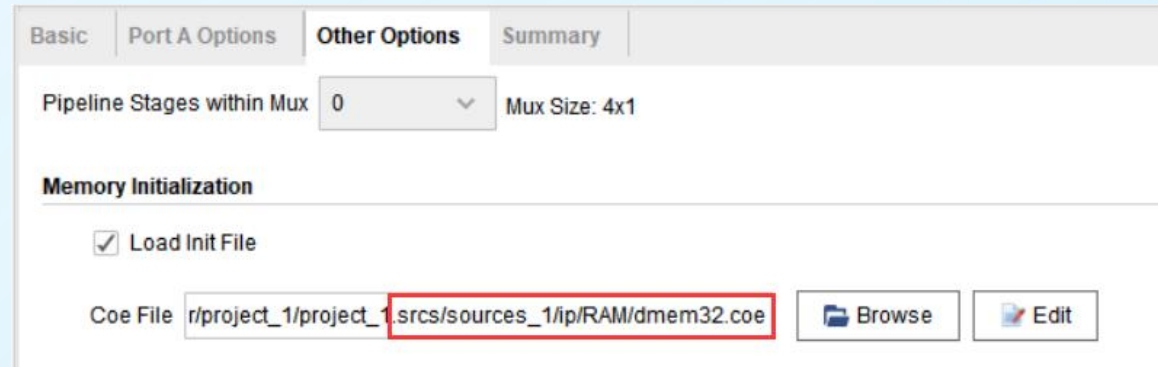 Basic Port A Options Other Options Summary
Pipeline Stages within Mux 0 Mux Size: 4x1
Memory Initialization
Load Init File
Coe File r/project_1/project_1.srcs/sources_1/ip/RAM/dmem32.coe Browse Edit